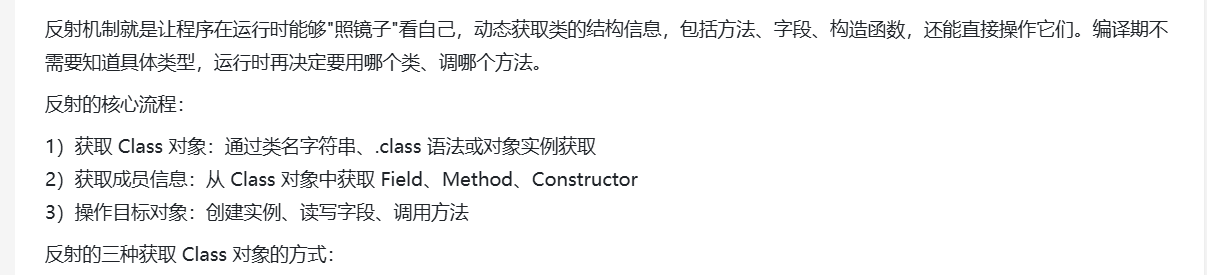 反射机制就是让程序在运行时能够"照镜子"看自己，动态获取类的结构信息，包括方法、字段、构造函数，还能直接操作它们。编译期不
需要知道具体类型，运行时再决定要用哪个类、调哪个方法。
反射的核心流程：
1）获取 Class 对象：通过类名字符串、.class 语法或对象实例获取
2）获取成员信息：从 Class 对象中获取 Field、Method、Constructor
3）操作目标对象：创建实例、读写字段、调用方法
反射的三种获取 Class 对象的方式：